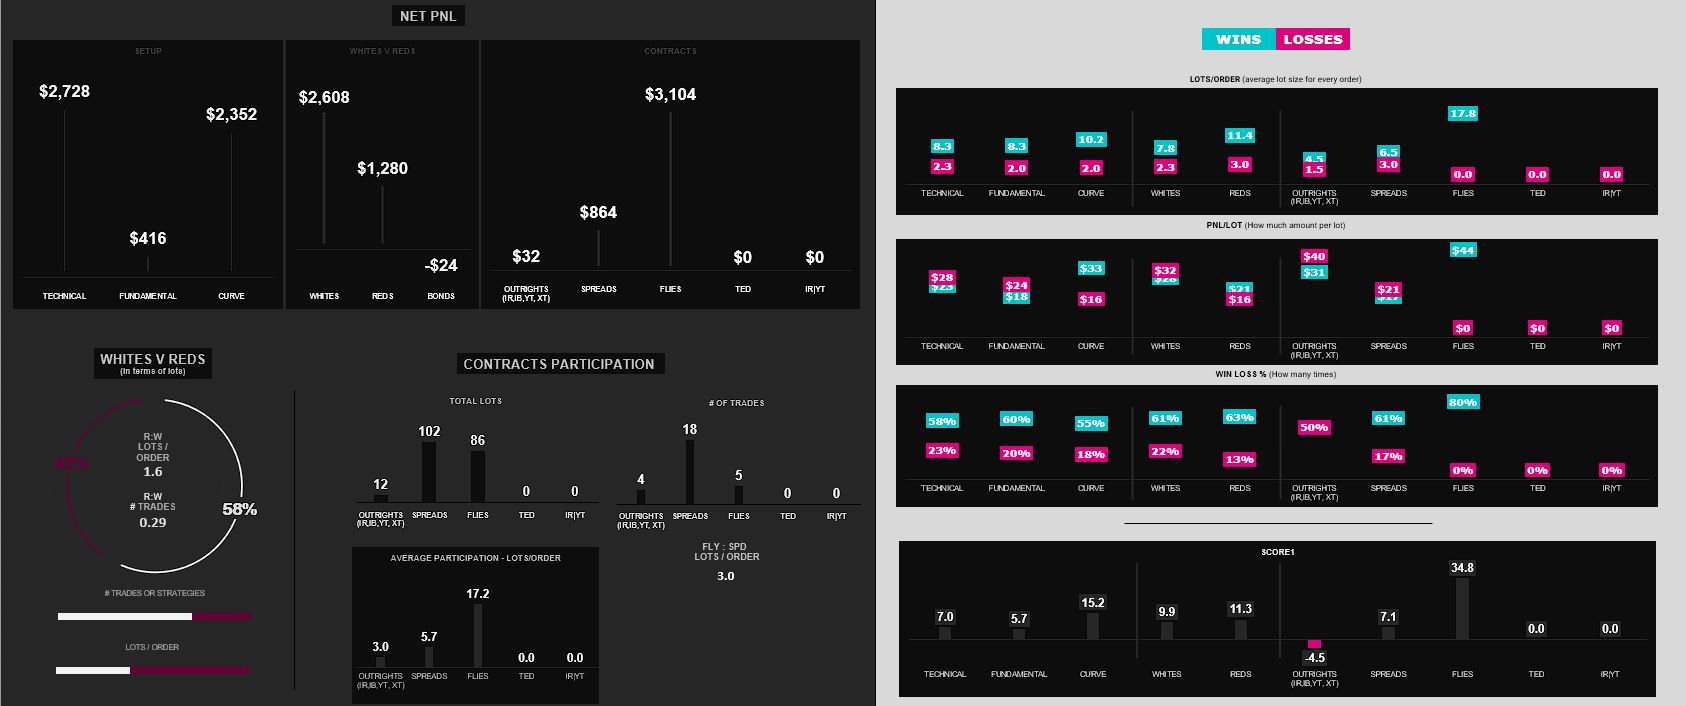 NET PNL
SETUP
$2,728
$416
$2,352
TECHNICAL
FUNDAMENTAL
CURVE
WHITES V REDS
$2,608
$1,280
-$24
WHITES
REDS
BONDS
CONTRACTS
$32
$864
$3,104
$0
$0
OUTRIGHTS
(IR,IB,YT, XT)
SPREADS
FLIES
TED
IR|YT
WHITES V REDS
(In terms of lots)
R:W
LOTS /
ORDER
1.6
R:W
# TRADES
0.29
42%
58%
# TRADES OR STRATEGIES
LOTS / ORDER
CONTRACTS PARTICIPATION
TOTAL LOTS
12
102
86
0
0
OUTRIGHTS
(IR,IB,YT, XT)
SPREADS
FLIES
TED
IR|YT
# OF TRADES
4
18
5
0
0
OUTRIGHTS
(IR,IB,YT, XT)
SPREADS
FLIES
TED
IR|YT
AVERAGE PARTICIPATION - LOTS/ORDER
3.0
5.7
17.2
0.0
0.0
OUTRIGHTS
(IR,IB,YT, XT)
SPREADS
FLIES
TED
IR|YT
FLY : SPD
LOTS / ORDER
3.0
WINS LOSSES
LOTS/ORDER (average lot size for every order)
8.3 8.3 10.2 7.8 11.4 4.5 6.5 17.8
2.3 2.0 2.0 2.3 3.0 1.5 3.0 0.0 0.0 0.0
TECHNICAL FUNDAMENTAL CURVE WHITES REDS OUTRIGHTS SPREADS FLIES TED IR|YT
(IR,IB,YT, XT)
PNL/LOT (How much amount per lot)
$28 $24 $33 $32 $21 $40 $21 $44
$23 $18 $16 $28 $16 $31 $0 $0 $0
TECHNICAL FUNDAMENTAL CURVE WHITES REDS OUTRIGHTS SPREADS FLIES TED IR|YT
(IR,IB,YT, XT)
WIN LOSS % (How many times)
58% 60% 55% 61% 63% 50% 61% 80%
23% 20% 18% 22% 13% 17% 0% 0% 0%
TECHNICAL FUNDAMENTAL CURVE WHITES REDS OUTRIGHTS SPREADS FLIES TED IR|YT
(IR,IB,YT, XT)
SCORE1
7.0 5.7 15.2 9.9 11.3 -4.5 7.1 34.8 0.0 0.0
TECHNICAL FUNDAMENTAL CURVE WHITES REDS OUTRIGHTS SPREADS FLIES TED IR|YT
(IR,IB,YT, XT)